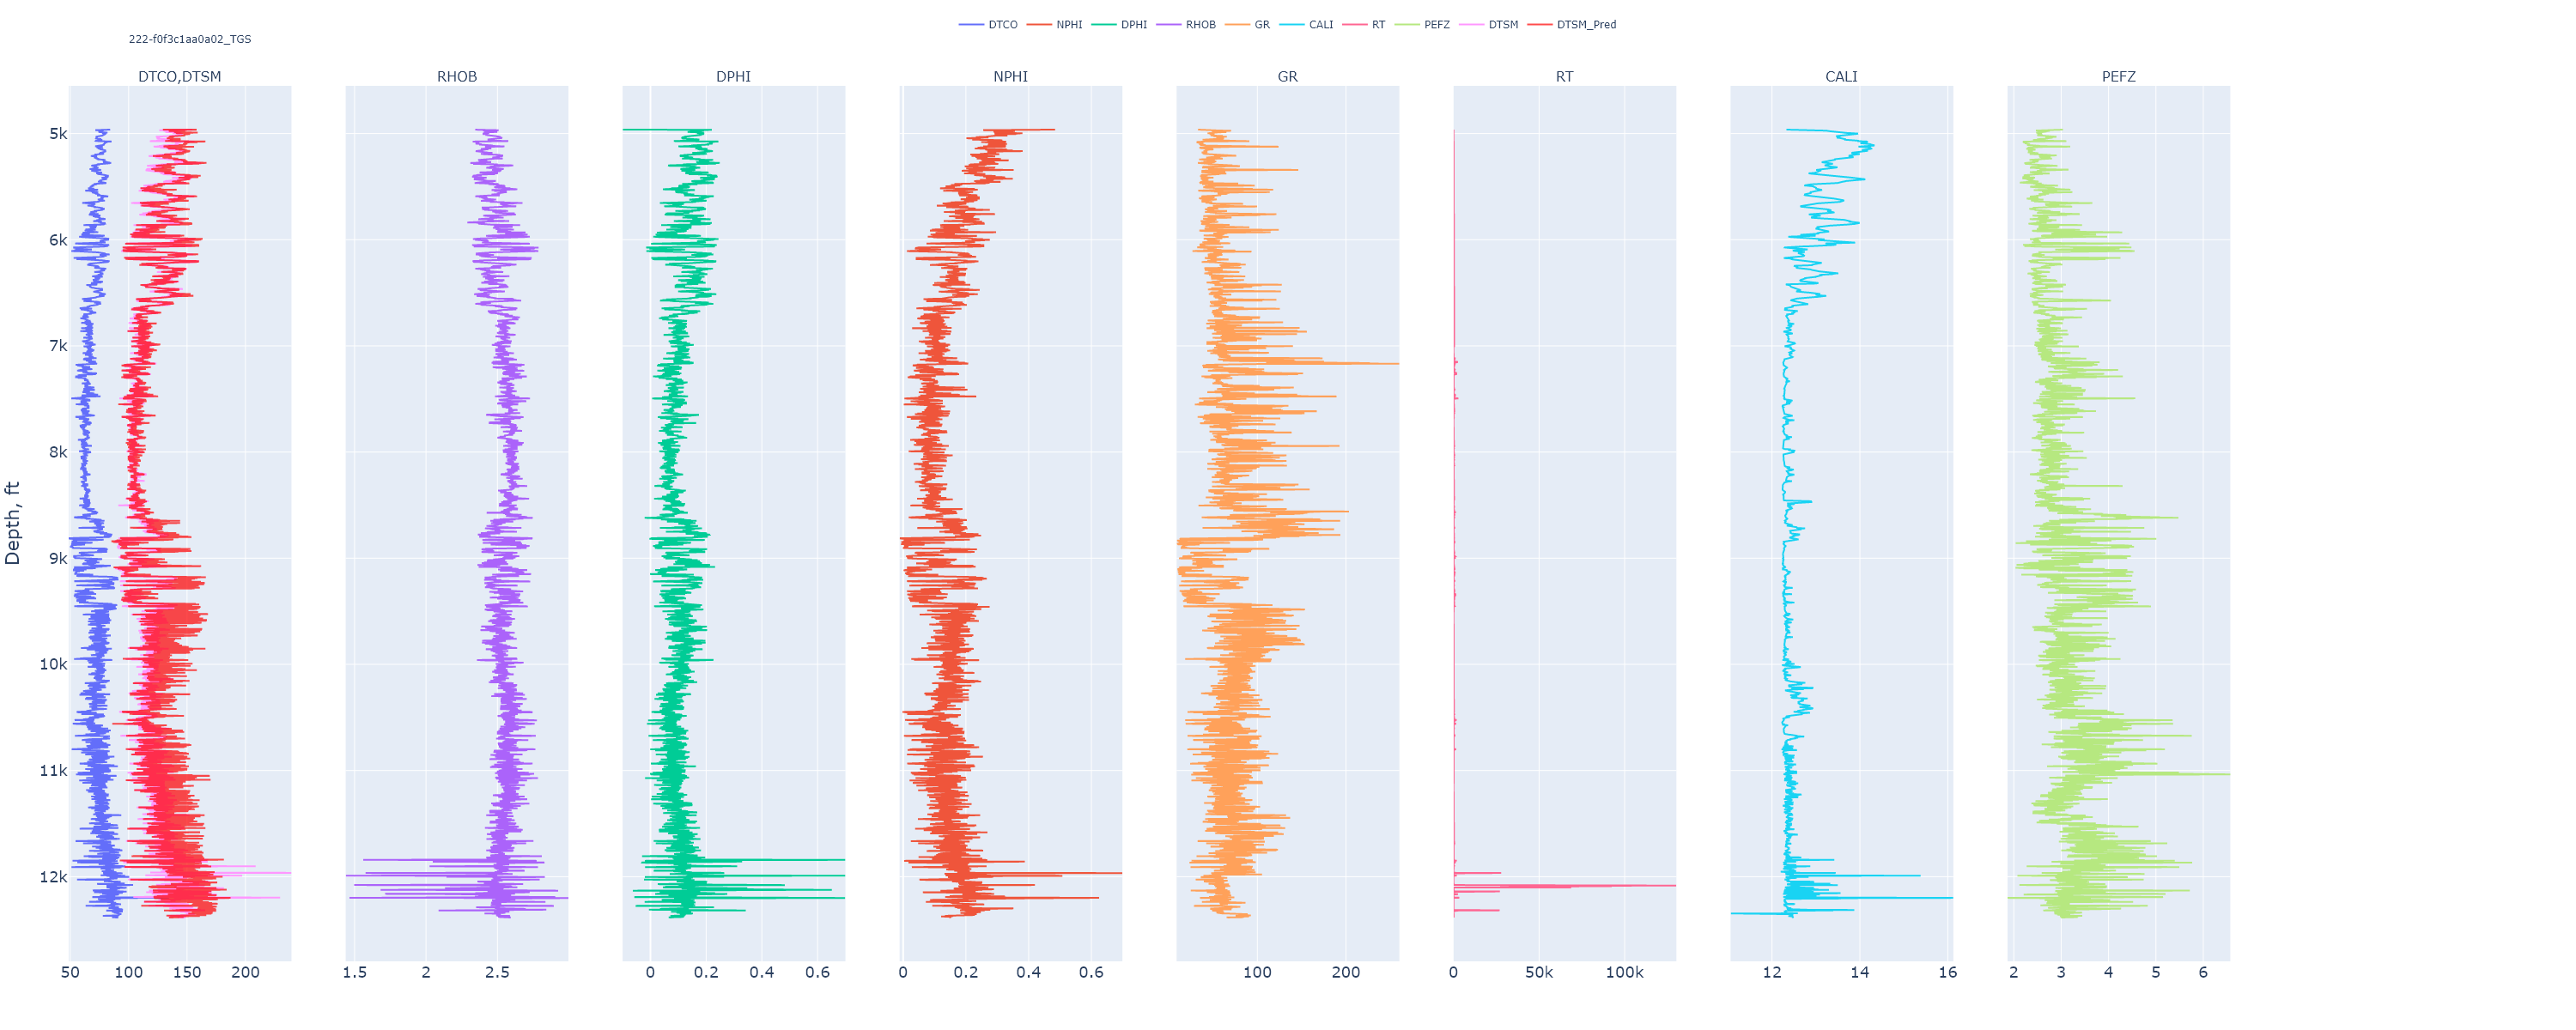 DTCO NPHI DPHI RHOB GR CALI RT PEFZ DTSM DTSM_Pred
222-f0f3c1aa0a02_TGS
DTCO,DTSM RHOB DPHI NPHI GR RT CALI PEFZ
5k
6k
7k
8k
Depth, ft
9k
10k
11k
12k
50 100 150 200 1.5 2 2.5 0 0.2 0.4 0.6 0 0.2 0.4 0.6 100 200 0 50k 100k 12 14 16 2 3 4 5 6